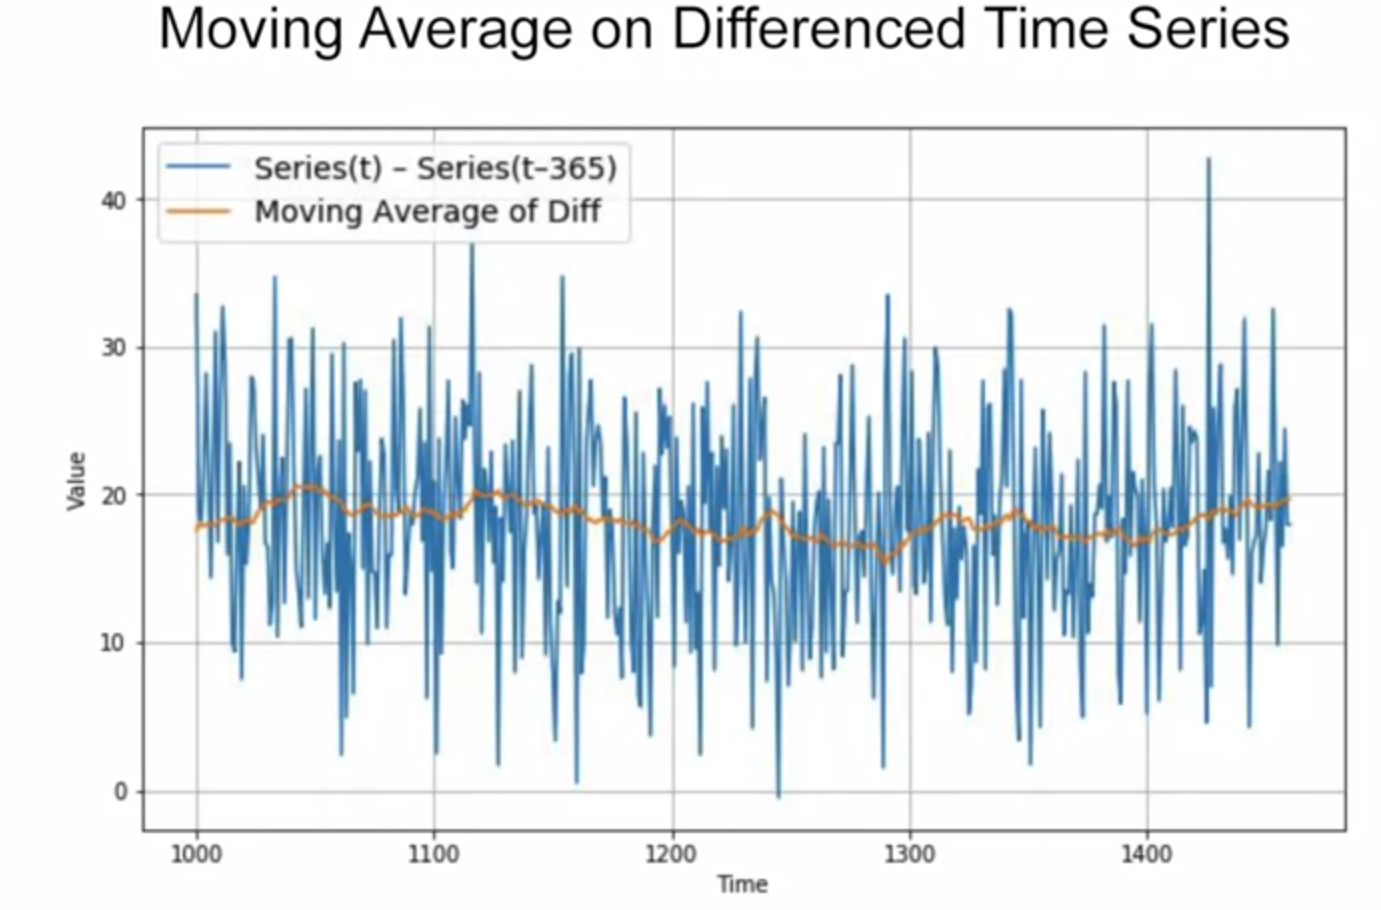 Moving Average on Differenced Time Series
Series(t) – Series(t–365)
Moving Average of Diff
40
30
20
10
0
Value
1000 1100 1200 1300 1400
Time